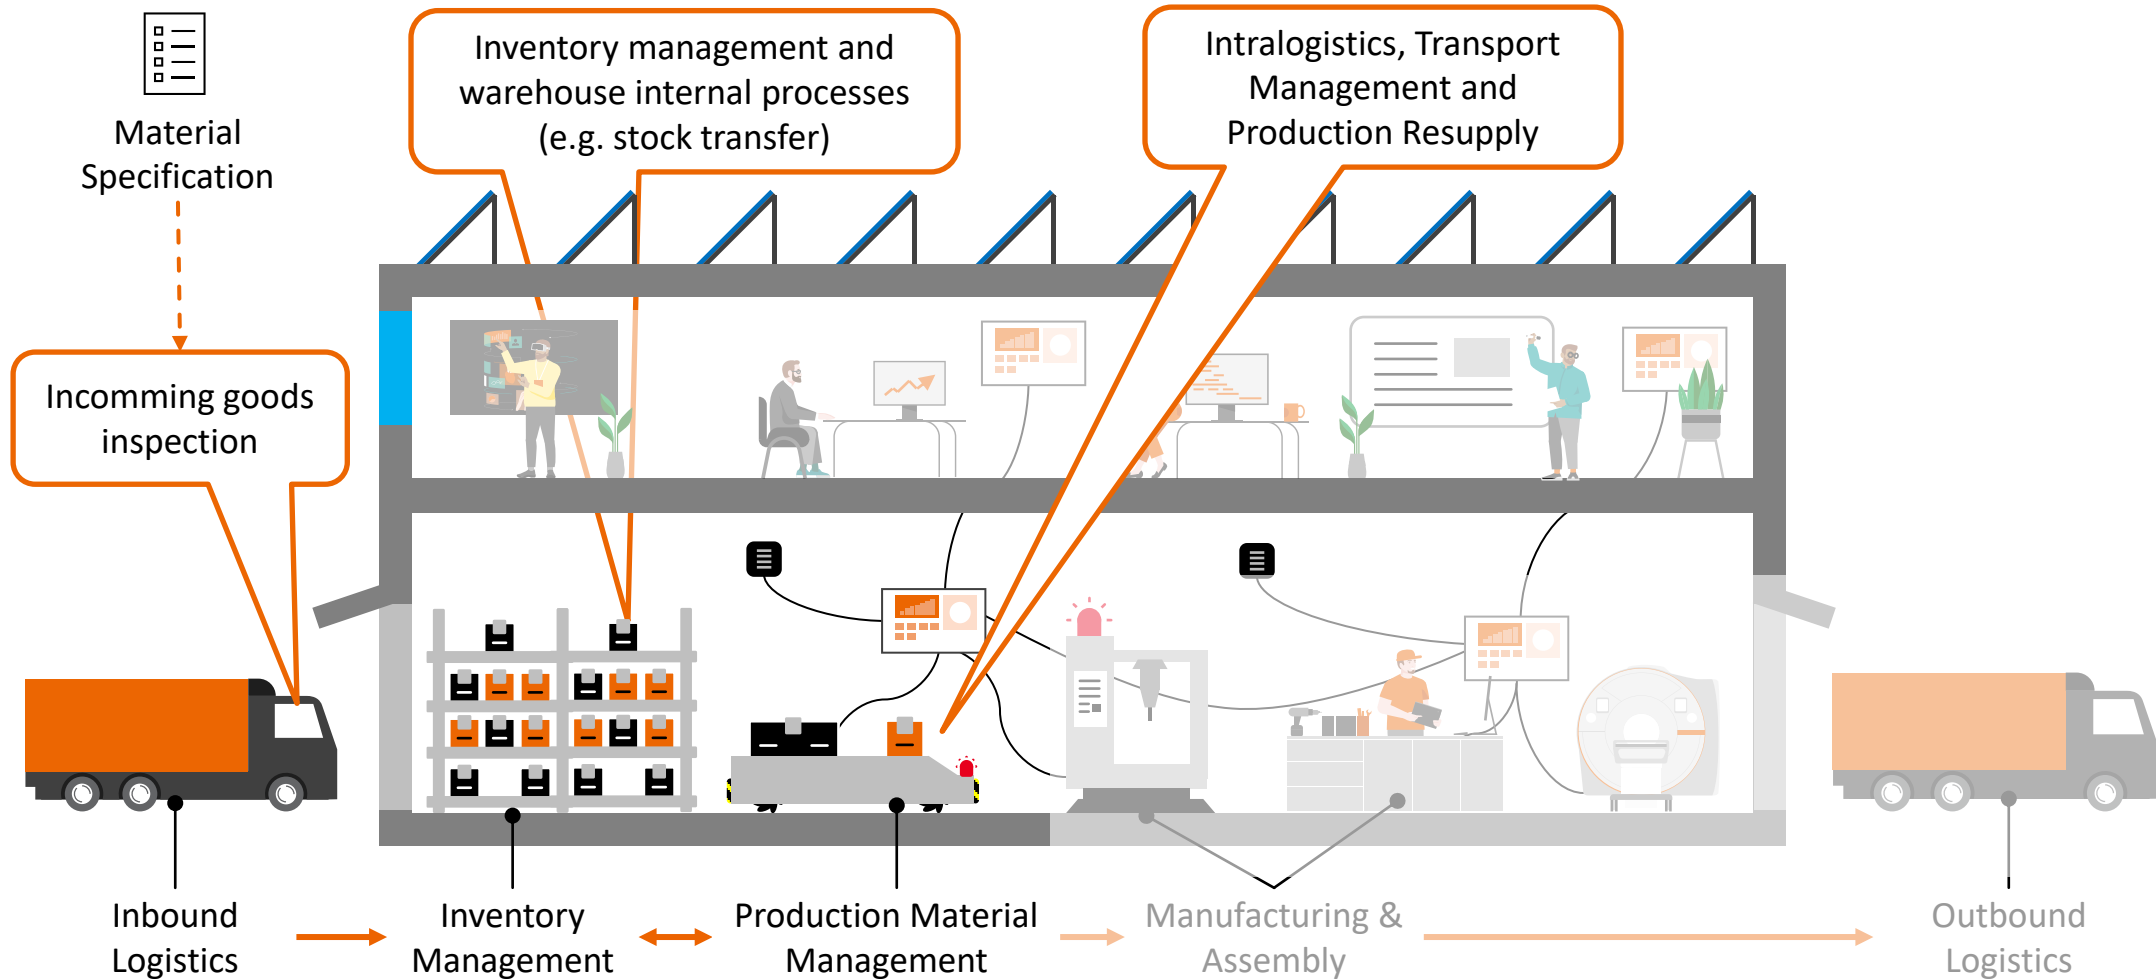 Material
Specification
Inventory management and
warehouse internal processes
(e.g. stock transfer)
Intralogistics, Transport
Management and
Production Resupply
Incomming goods
inspection
Inbound
Logistics
Inventory
Management
Production Material
Management
Manufacturing &
Assembly
Outbound
Logistics